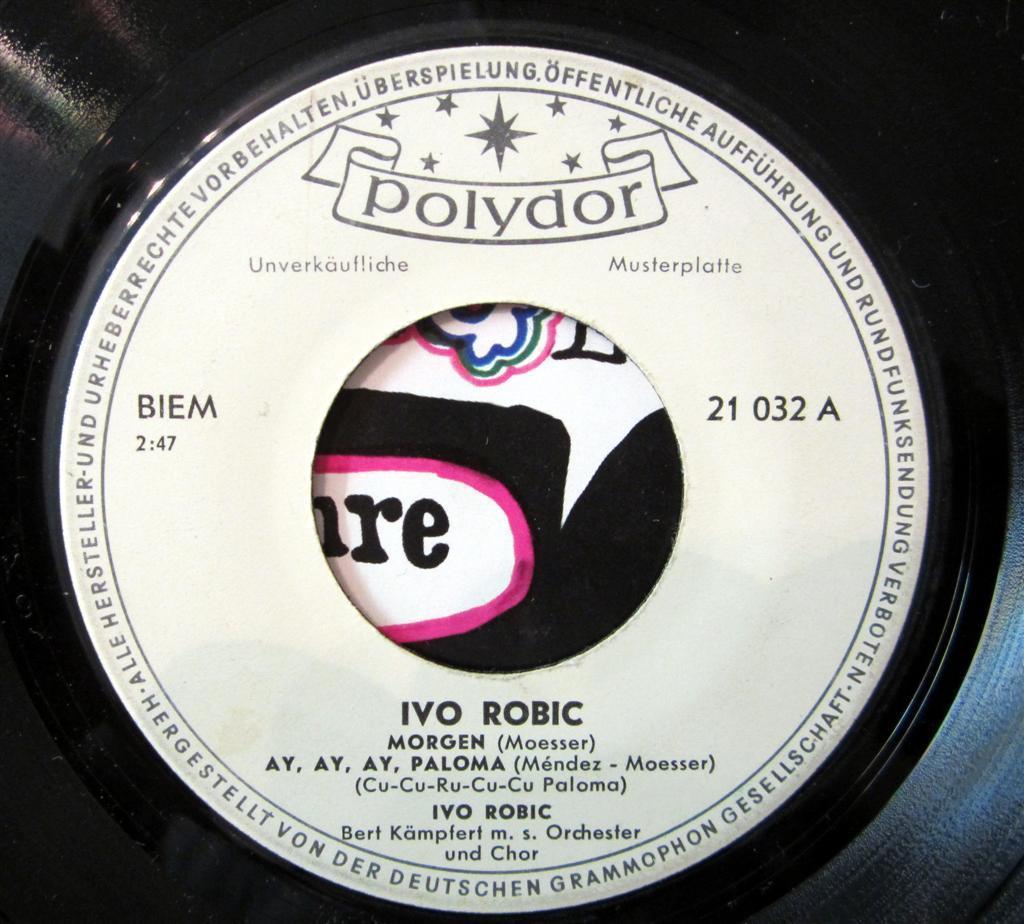 ALLE HERSTELLER-UND URHEBERRECHTE VORBEHALTEN, ÜBERSPIELUNG, ÖFFENTLICHE AUFFÜHRUNG UND RUNDFUNKSENDUNG VERBOTEN.
polydor
Unverkäufliche Musterplatte
BIEM
2:47
21 032 A
ure
IVO ROBIC
MORGEN (Moesser)
AY, AY, AY, PALOMA (Méndez - Moesser)
(Cu-Cu-Ru-Cu-Cu Paloma)
IVO ROBIC
Bert Kämpfert m. s. Orchester
und Chor
HERGESTELLT VON DER DEUTSCHEN GRAMMOPHON GESELLSCHAFT